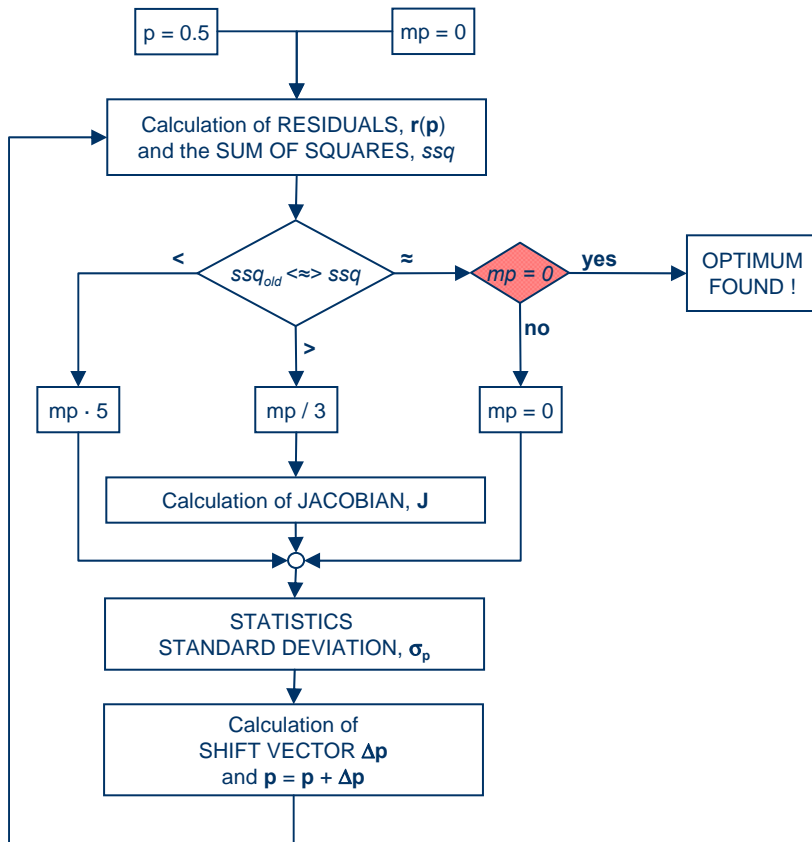 p = 0.5
mp = 0
Calculation of RESIDUALS, r(p)
and the SUM OF SQUARES, ssq
<
ssq_old <≈> ssq
≈
mp = 0
yes
OPTIMUM
FOUND !
>
no
mp · 5
mp / 3
mp = 0
Calculation of JACOBIAN, J
STATISTICS
STANDARD DEVIATION, σ_p
Calculation of
SHIFT VECTOR Δp
and p = p + Δp